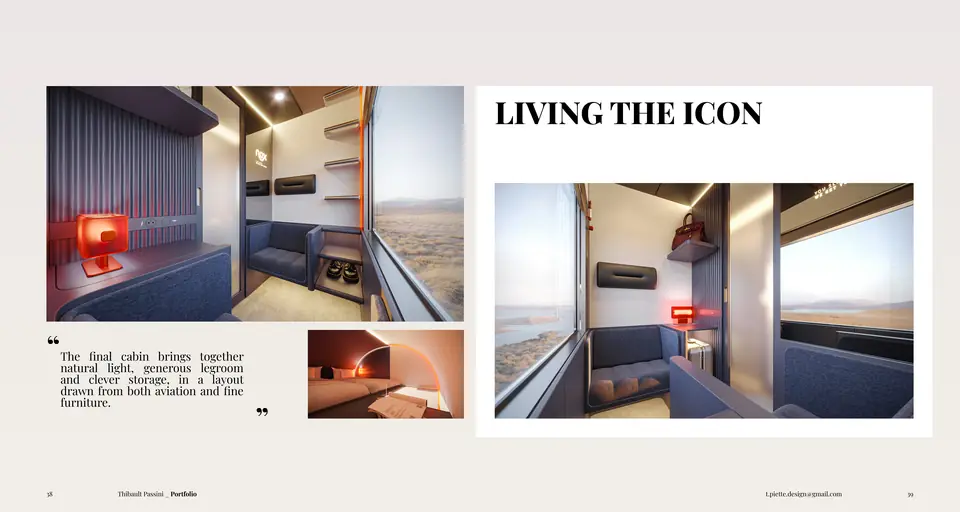 LIVING THE ICON
nox
“
The final cabin brings together
natural light, generous legroom
and clever storage, in a layout
drawn from both aviation and fine
furniture.
”
38
Thibault Passini _ Portfolio
t.piette.design@gmail.com
39